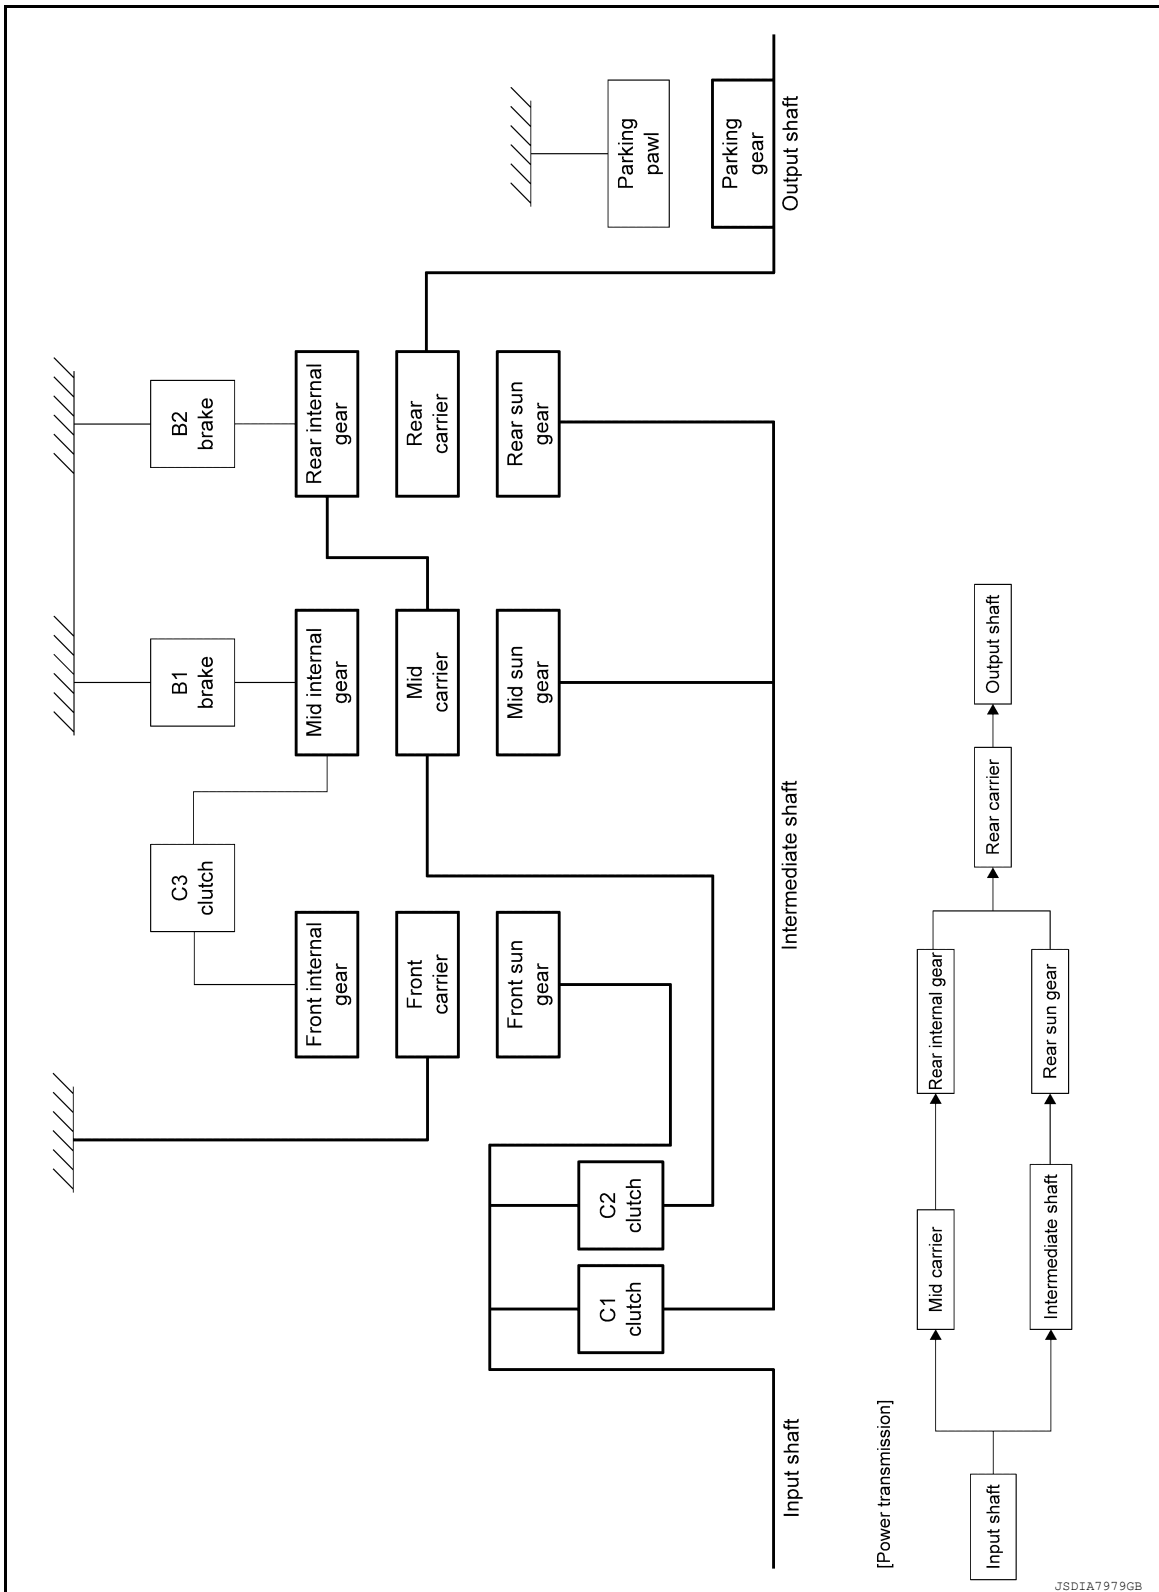 Parking
pawl
Parking
gear
Output shaft
B2
brake
Rear internal
gear
Rear
carrier
Rear sun
gear
B1
brake
Mid internal
gear
Mid
carrier
Mid sun
gear
C3
clutch
Front internal
gear
Front
carrier
Front sun
gear
Intermediate shaft
C2
clutch
C1
clutch
Input shaft
[Power transmission]
Input shaft
Mid carrier
Rear internal gear
Intermediate shaft
Rear sun gear
Rear carrier
Output shaft
JSDIA7979GB